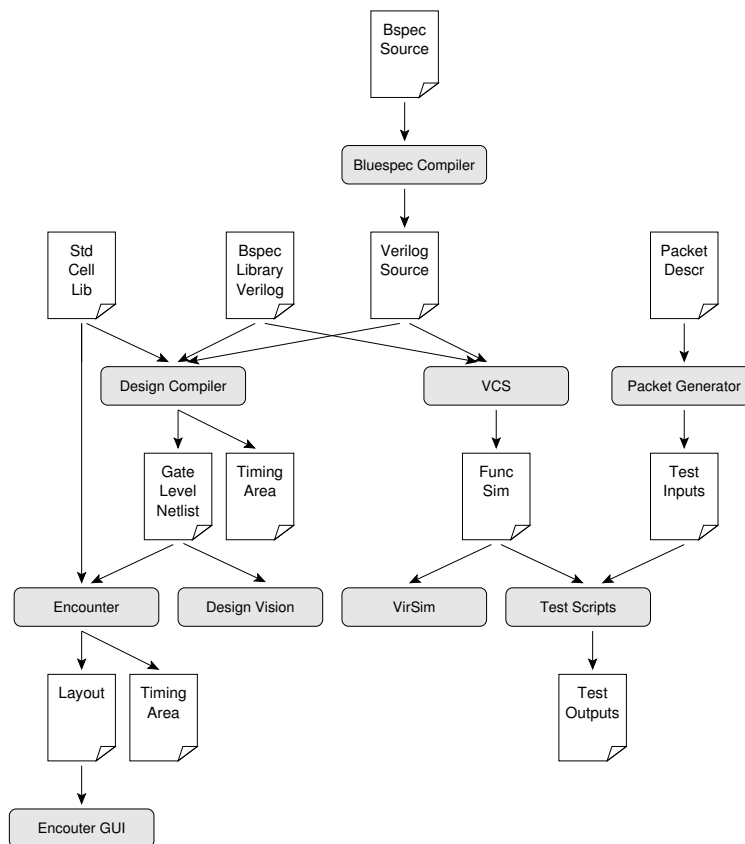 Bspec
Source
Bluespec Compiler
Std
Cell
Lib
Bspec
Library
Verilog
Verilog
Source
Packet
Descr
Design Compiler
VCS
Packet Generator
Gate
Level
Netlist
Timing
Area
Func
Sim
Test
Inputs
Encounter
Design Vision
VirSim
Test Scripts
Layout
Timing
Area
Test
Outputs
Encouter GUI